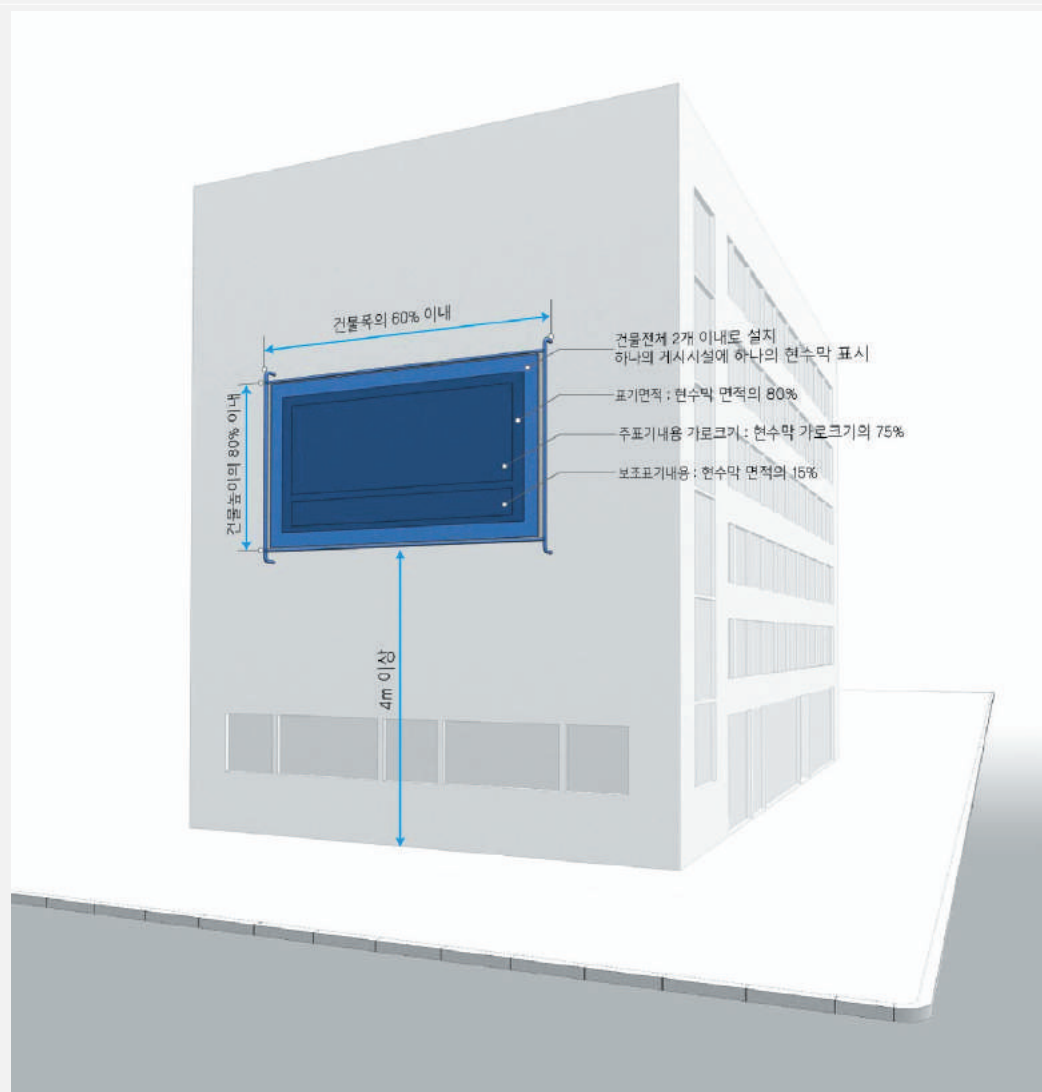 건물폭의 60% 이내
건물전체 2개 이내로 설치
하나의 게시시설에 하나의 현수막 표시
표기면적 : 현수막 면적의 80%
건물높이의 80% 이내
주표기내용 가로크기 : 현수막 가로크기의 75%
보조표기내용 : 현수막 면적의 15%
4m 이상